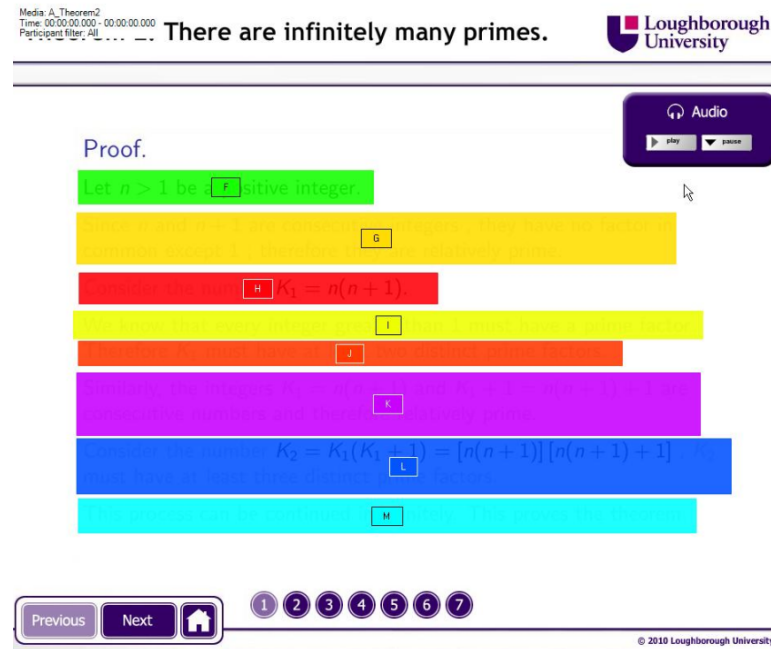 Media: A_Theorem2
Time: 00:00:00.000 - 00:00:00.000
Participant filter: All
There are infinitely many primes.
Loughborough
University
Audio
play pause
Proof.
Let n > 1 be a positive integer.
F
Since n and n + 1 are consecutive integers, they have no factor in
G
common except 1, therefore they are relatively prime.
Consider the number K₁ = n(n + 1).
H
We know that every integer greater than 1 must have a prime factor
I
Therefore K₁ must have at least two distinct prime factors.
J
Similarly, the integers K₁ = n(n + 1) and K₁ + 1 = n(n + 1) + 1 are
K
consecutive numbers and therefore relatively prime.
Consider the number K₂ = K₁(K₁ + 1) = [n(n + 1)] [n(n + 1) + 1] , K₂
L
must have at least three distinct prime factors.
This process can be continued indefinitely. This proves the theorem.
M
Previous Next 1 2 3 4 5 6 7
© 2010 Loughborough University